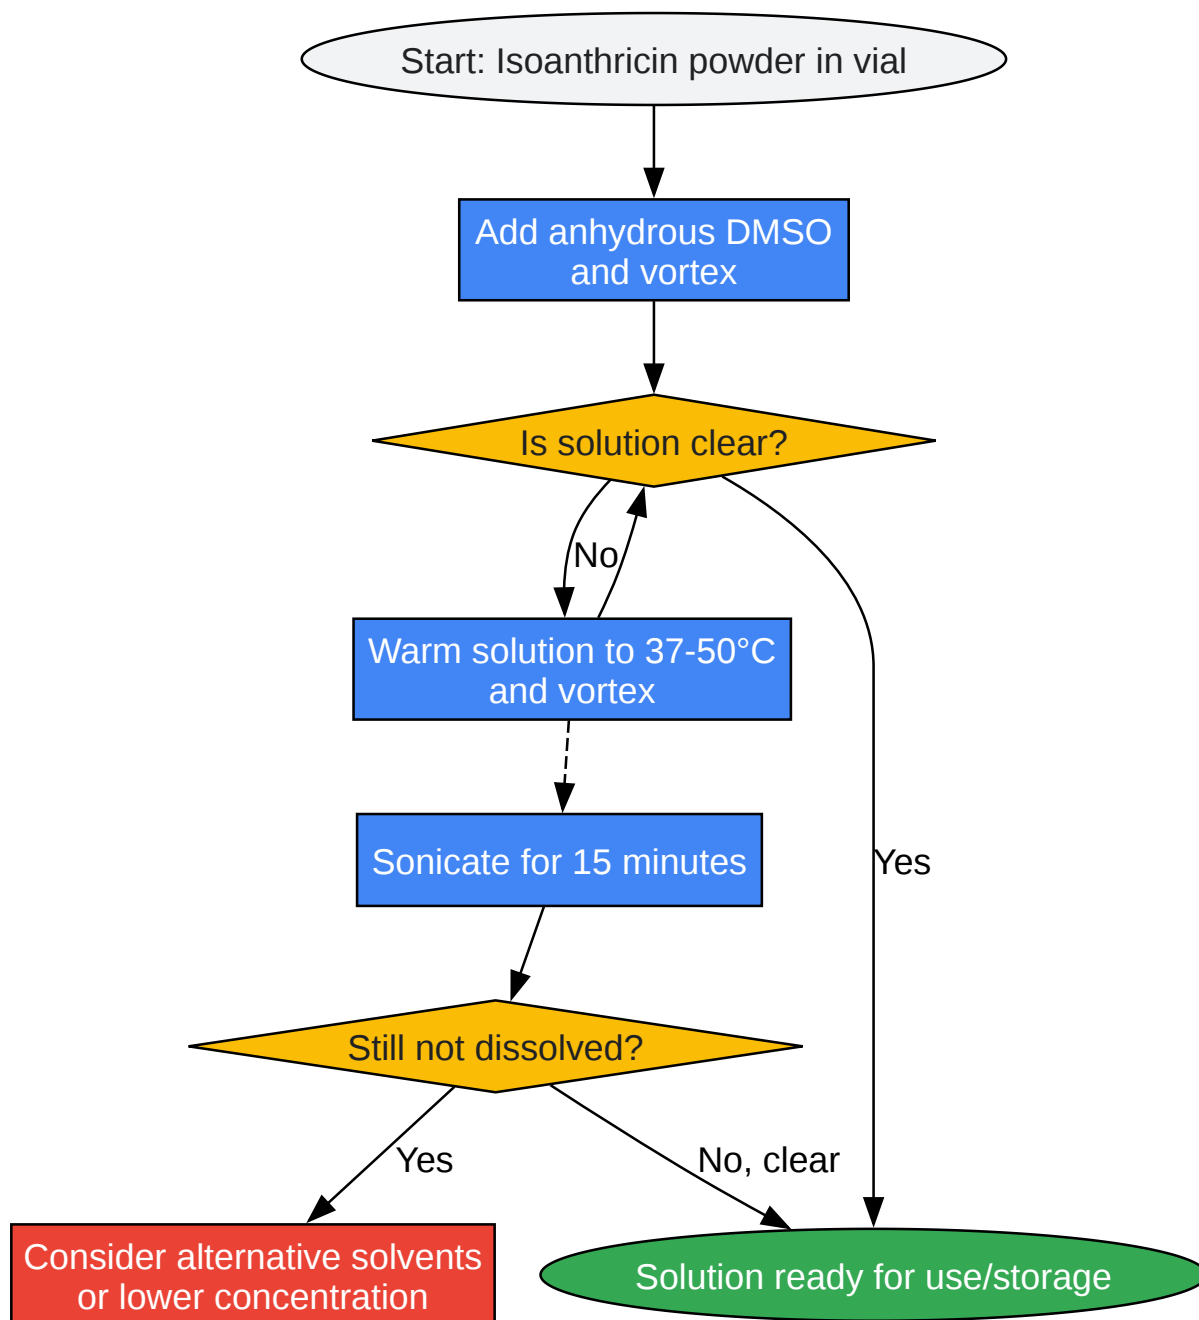 Start: Isoanthricin powder in vial
Add anhydrous DMSO
and vortex
Is solution clear?
No
Warm solution to 37-50°C
and vortex
Sonicate for 15 minutes
Yes
Still not dissolved?
Yes
No, clear
Consider alternative solvents
or lower concentration
Solution ready for use/storage